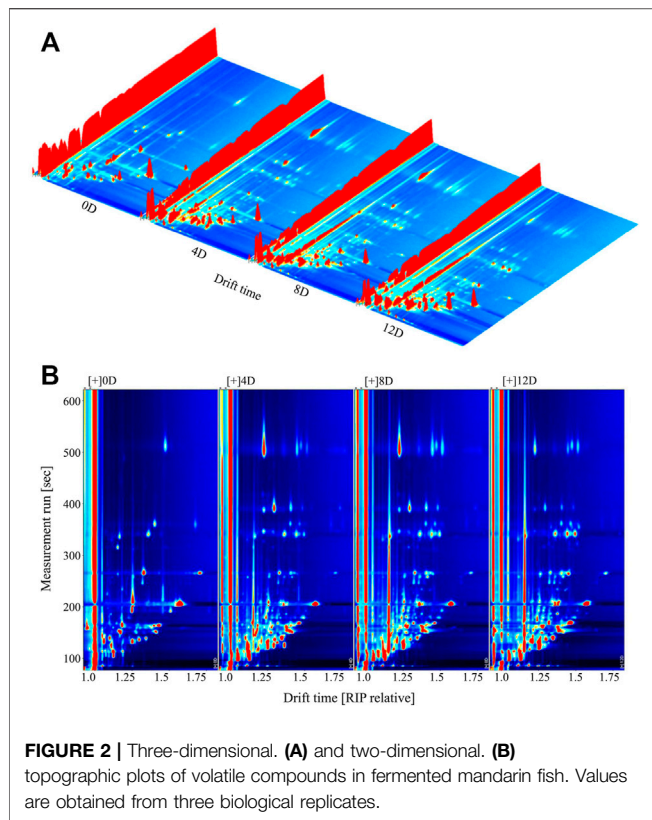 A
0D
4D
Drift time
8D
12D
B
[+]0D
[+]4D
[+]8D
[+]12D
600
500
400
300
200
100
Measurement run [sec]
1.0 1.25 1.5 1.75 1.0 1.25 1.5 1.75 1.0 1.25 1.5 1.75 1.0 1.25 1.5 1.75
Drift time [RIP relative]
FIGURE 2 | Three-dimensional. (A) and two-dimensional. (B)
topographic plots of volatile compounds in fermented mandarin fish. Values
are obtained from three biological replicates.